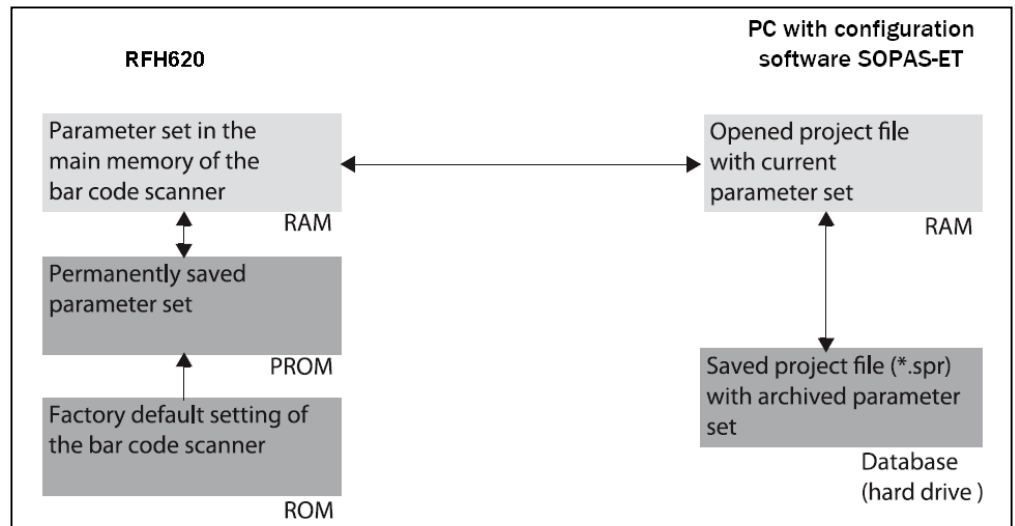 RFH620
PC with configuration
software SOPAS-ET
Parameter set in the
main memory of the
bar code scanner
RAM
Opened project file
with current
parameter set
RAM
Permanently saved
parameter set
PROM
Factory default setting of
the bar code scanner
ROM
Saved project file (*.spr)
with archived parameter
set
Database
(hard drive )